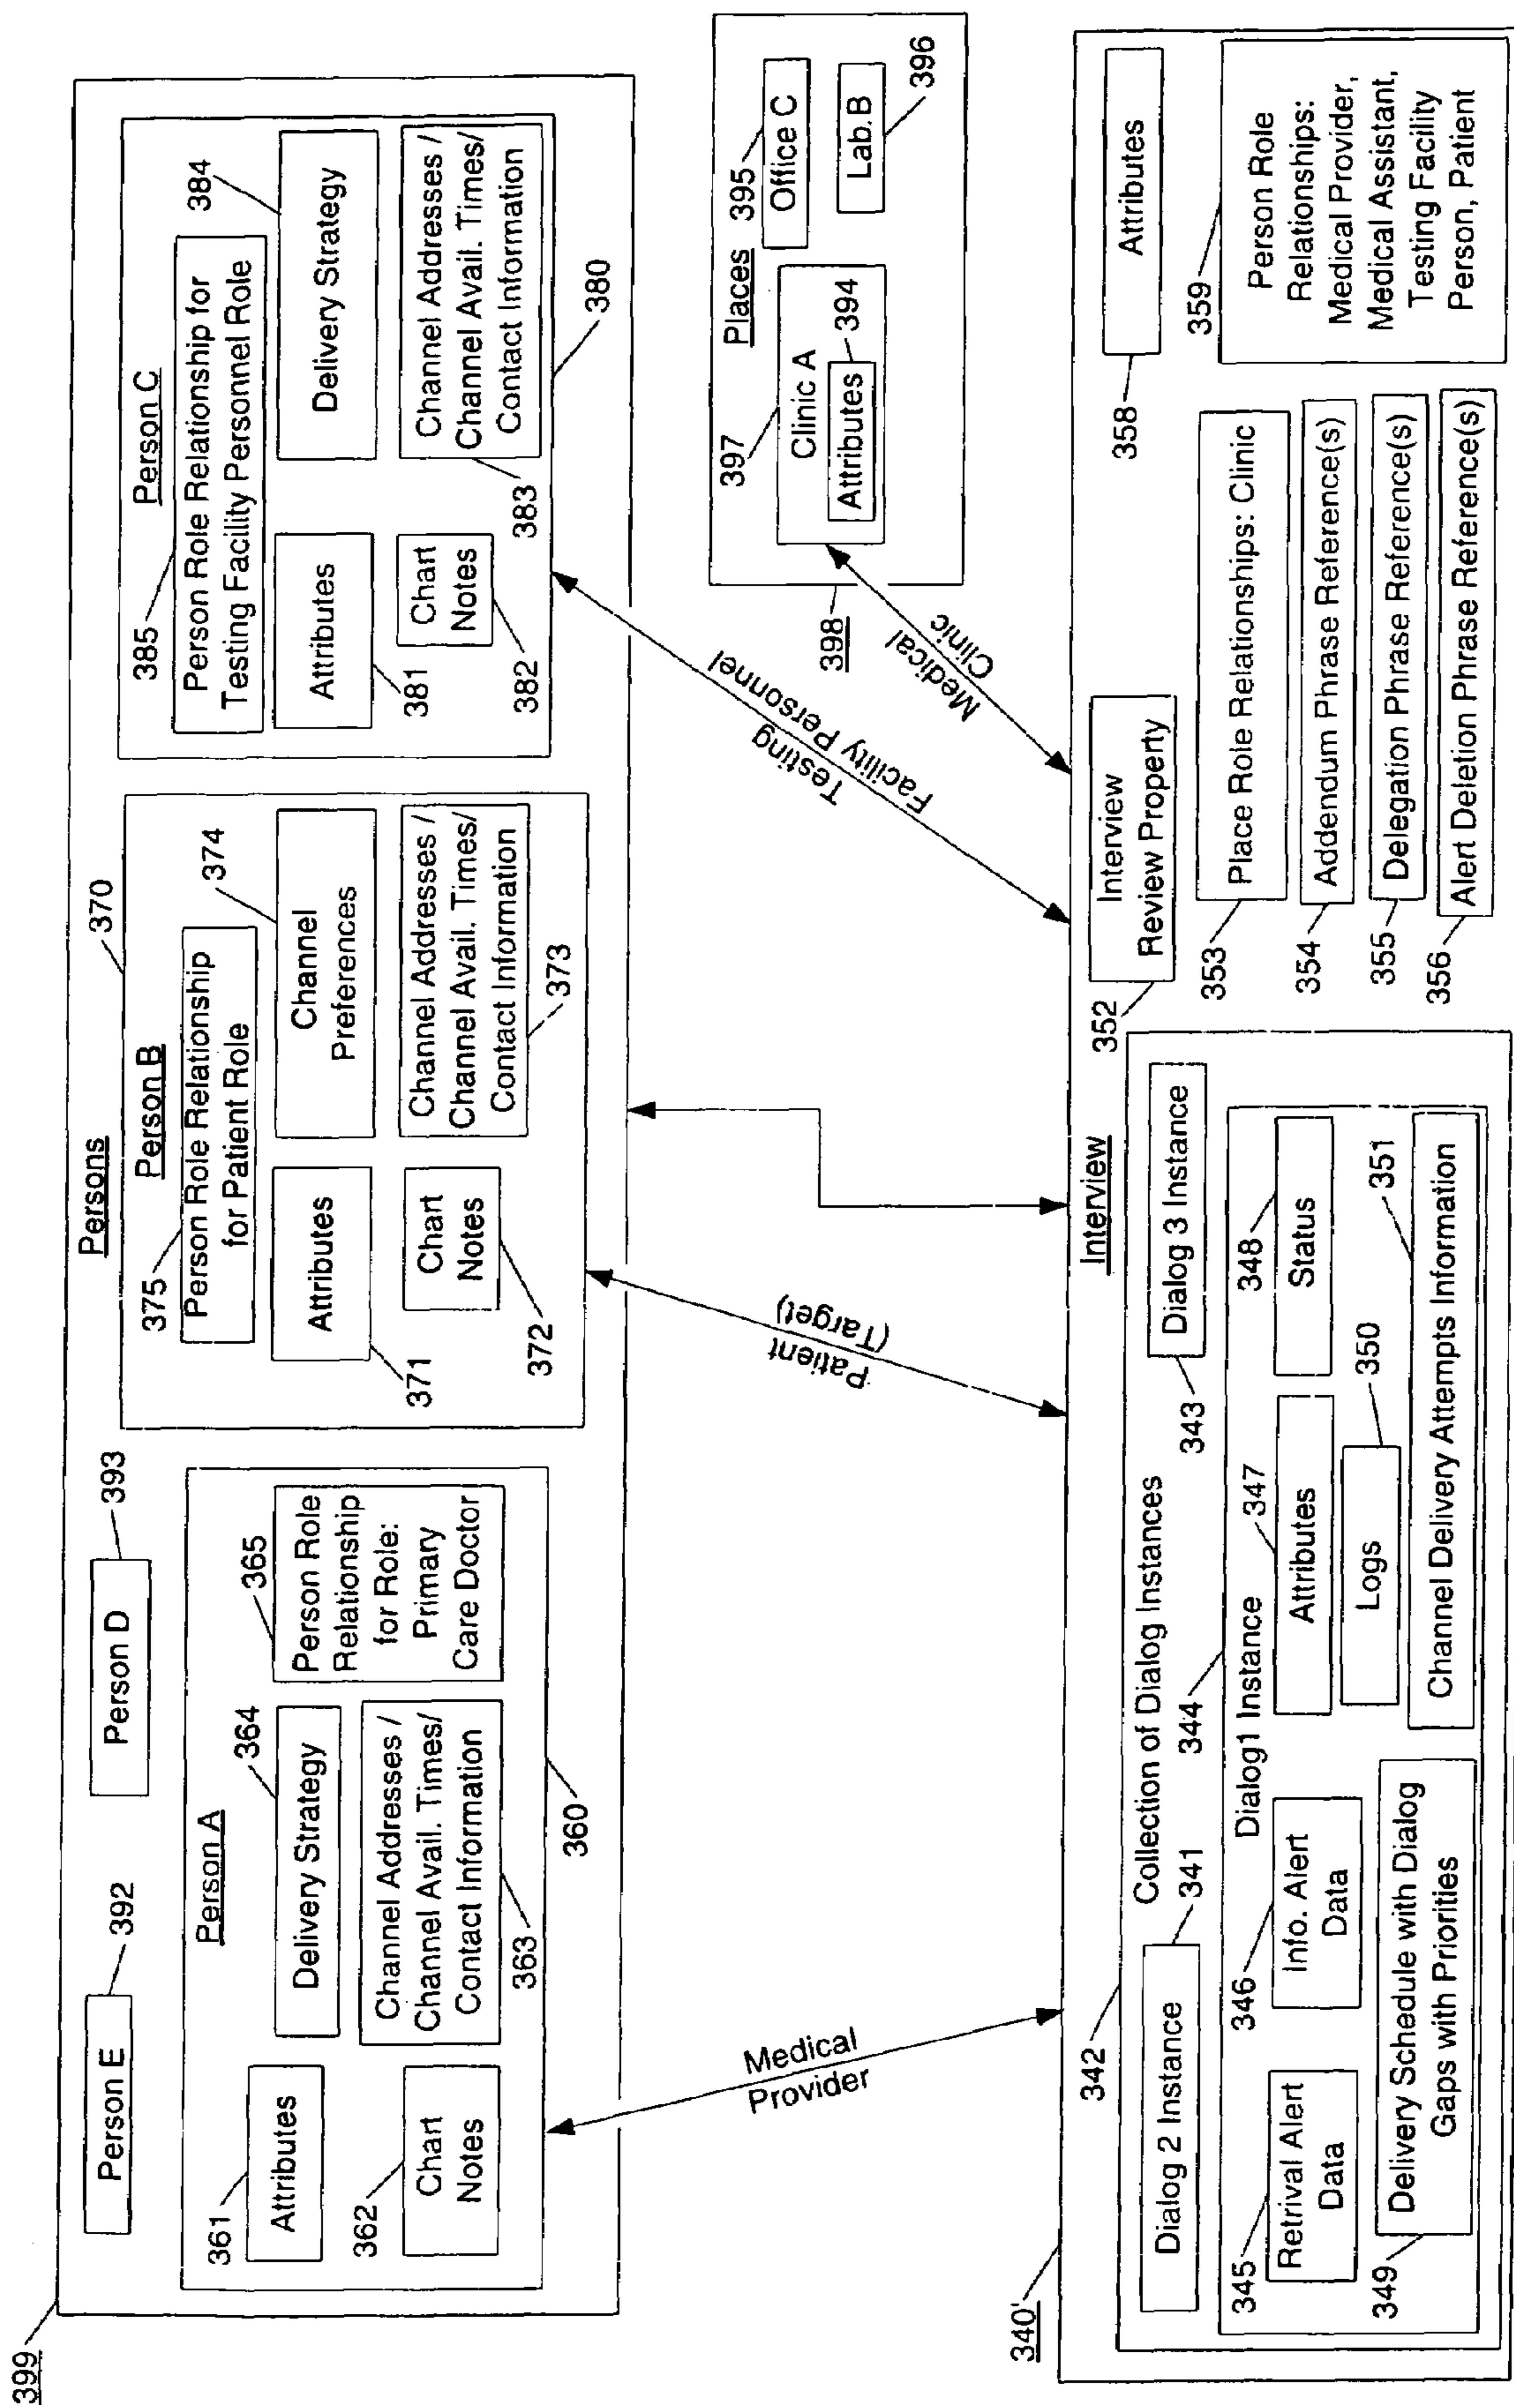 399
Persons
392
Person E
393
Person D
Person A
361
Attributes
362
Chart
Notes
364
Delivery Strategy
Channel Addresses /
Channel Avail. Times/
Contact Information
363
365
Person Role
Relationship
for Role:
Primary
Care Doctor
360
370
Person B
375
Person Role Relationship
for Patient Role
Attributes
371
Chart
Notes
372
374
Channel
Preferences
Channel Addresses /
Channel Avail. Times/
Contact Information
373
Person C
385
Person Role Relationship for
Testing Facility Personnel Role
384
Attributes
381
Chart
Notes
382
Delivery Strategy
Channel Addresses /
Channel Avail. Times/
Contact Information
383
380
Medical
Provider
Patient
(Target)
Testing
Facility Personnel
Medical
Clinic
Places
398
397
Clinic A
Attributes
394
395
Office C
Lab.B
396
340'
Interview
342
Collection of Dialog Instances
Dialog 2 Instance
341
Dialog 3 Instance
343
344
Dialog1 Instance
345
Retrival Alert
Data
346
Info. Alert
Data
347
Attributes
348
Status
349
Delivery Schedule with Dialog
Gaps with Priorities
Logs
350
Channel Delivery Attempts Information
351
352
Interview
Review Property
353
Place Role Relationships: Clinic
354
Addendum Phrase Reference(s)
355
Delegation Phrase Reference(s)
356
Alert Deletion Phrase Reference(s)
358
Attributes
359
Person Role
Relationships:
Medical Provider,
Medical Assistant,
Testing Facility
Person, Patient